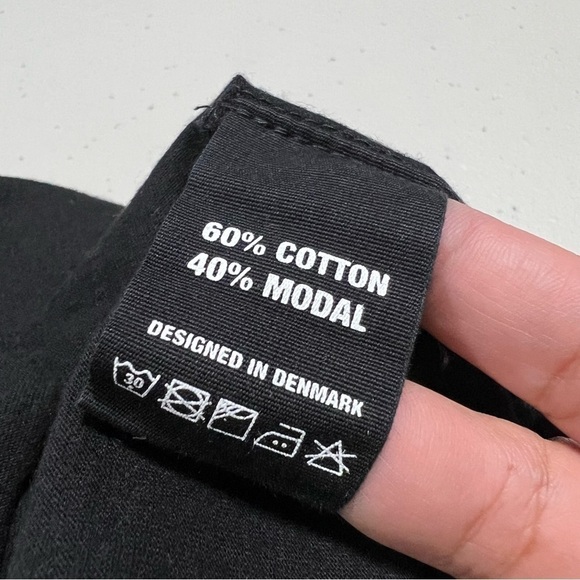 60% COTTON
40% MODAL
DESIGNED IN DENMARK
30